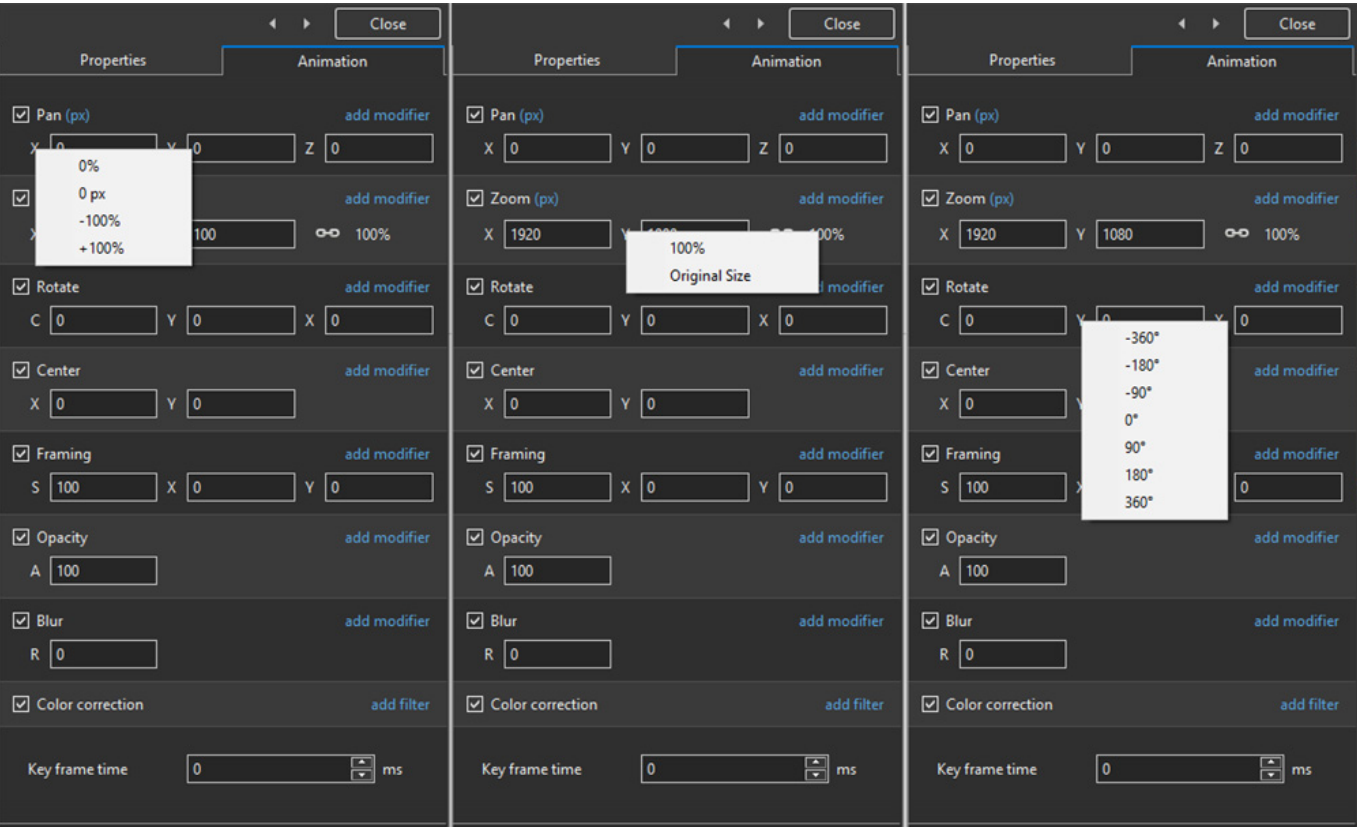 Close
Properties Animation
Pan (px) add modifier
X 0 Y 0 Z 0
0%
0 px
-100%
+100%
add modifier
100 100%
Rotate add modifier
C 0 Y 0 X 0
Center add modifier
X 0 Y 0
Framing add modifier
S 100 X 0 Y 0
Opacity add modifier
A 100
Blur add modifier
R 0
Color correction add filter
Key frame time 0 ms
Close
Properties Animation
Pan (px) add modifier
X 0 Y 0 Z 0
Zoom (px) add modifier
X 1920 Y 1080 100%
100%
Original Size
Rotate add modifier
C 0 Y 0 X 0
Center add modifier
X 0 Y 0
Framing add modifier
S 100 X 0 Y 0
Opacity add modifier
A 100
Blur add modifier
R 0
Color correction add filter
Key frame time 0 ms
Close
Properties Animation
Pan (px) add modifier
X 0 Y 0 Z 0
Zoom (px) add modifier
X 1920 Y 1080 100%
Rotate add modifier
C 0 Y 0 X 0
-360°
-180°
-90°
0°
90°
180°
360°
Center add modifier
X 0
Framing add modifier
S 100 0
Opacity add modifier
A 100
Blur add modifier
R 0
Color correction add filter
Key frame time 0 ms